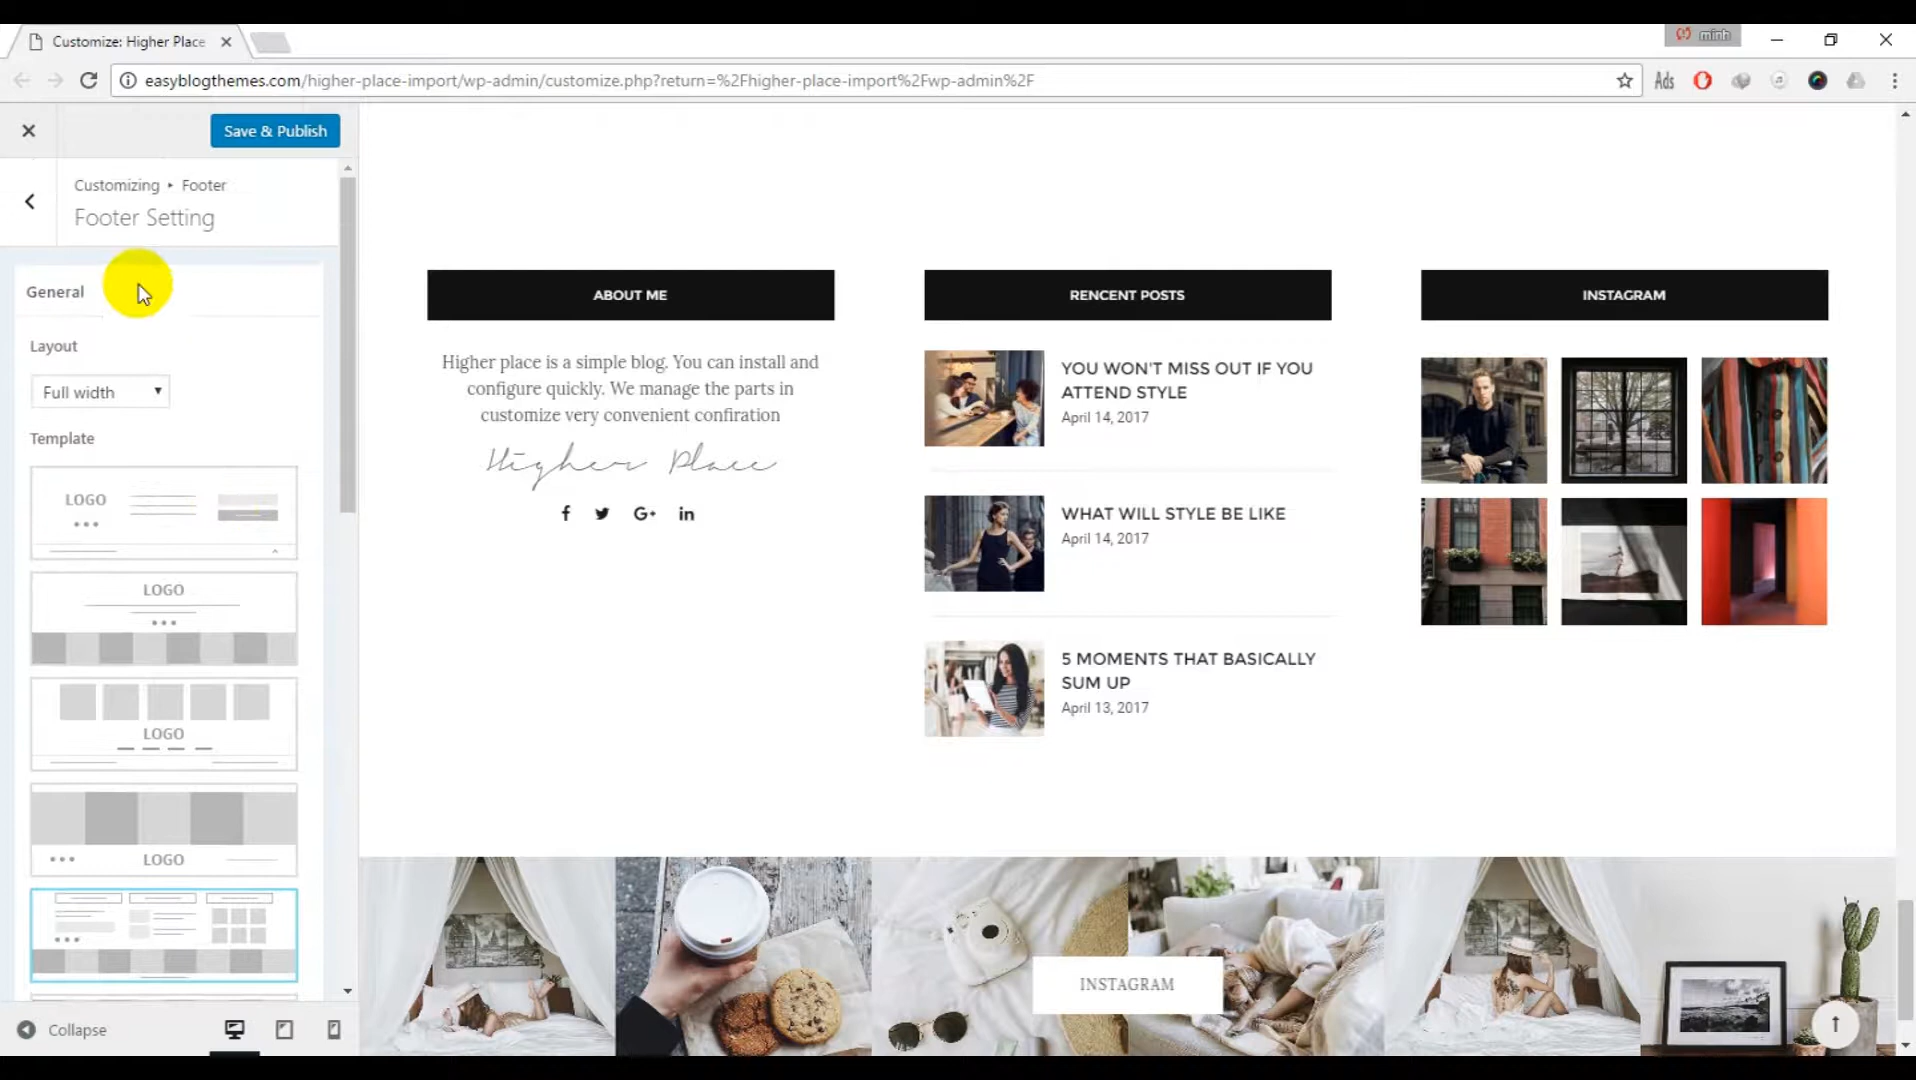 Customize: Higher Place
minh
easyblogthemes.com/higher-place-import/wp-admin/customize.php?return=%2Fhigher-place-import%2Fwp-admin%2F
Ads
Save & Publish
Customizing ▸ Footer
Footer Setting
General
Layout
Full width
Template
LOGO
LOGO
LOGO
LOGO
Collapse
ABOUT ME
Higher place is a simple blog. You can install and
configure quickly. We manage the parts in
customize very convenient confiration
Higher Place
RENCENT POSTS
YOU WON'T MISS OUT IF YOU
ATTEND STYLE
April 14, 2017
WHAT WILL STYLE BE LIKE
April 14, 2017
5 MOMENTS THAT BASICALLY
SUM UP
April 13, 2017
INSTAGRAM
INSTAGRAM